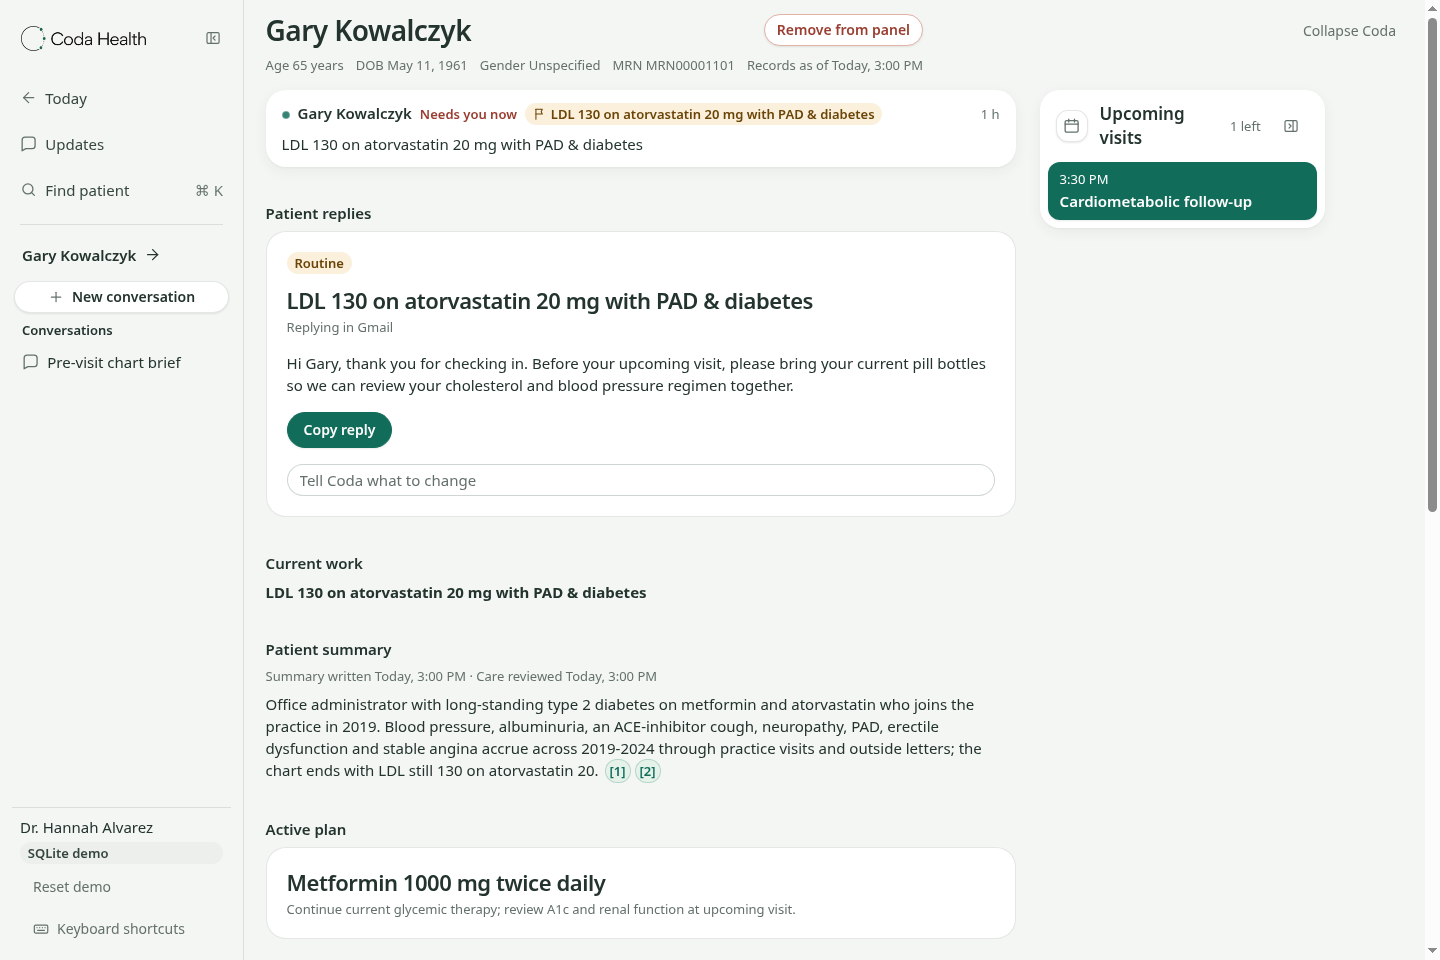 Coda Health
Today
Updates
Find patient ⌘ K
Gary Kowalczyk
New conversation
Conversations
Pre-visit chart brief
Dr. Hannah Alvarez
SQLite demo
Reset demo
Keyboard shortcuts
Gary Kowalczyk
Remove from panel
Collapse Coda
Age 65 years DOB May 11, 1961 Gender Unspecified MRN MRN00001101 Records as of Today, 3:00 PM
Gary Kowalczyk Needs you now LDL 130 on atorvastatin 20 mg with PAD & diabetes 1 h
LDL 130 on atorvastatin 20 mg with PAD & diabetes
Patient replies
Routine
LDL 130 on atorvastatin 20 mg with PAD & diabetes
Replying in Gmail
Hi Gary, thank you for checking in. Before your upcoming visit, please bring your current pill bottles
so we can review your cholesterol and blood pressure regimen together.
Copy reply
Tell Coda what to change
Current work
LDL 130 on atorvastatin 20 mg with PAD & diabetes
Patient summary
Summary written Today, 3:00 PM · Care reviewed Today, 3:00 PM
Office administrator with long-standing type 2 diabetes on metformin and atorvastatin who joins the
practice in 2019. Blood pressure, albuminuria, an ACE-inhibitor cough, neuropathy, PAD, erectile
dysfunction and stable angina accrue across 2019-2024 through practice visits and outside letters; the
chart ends with LDL still 130 on atorvastatin 20. [1] [2]
Active plan
Metformin 1000 mg twice daily
Continue current glycemic therapy; review A1c and renal function at upcoming visit.
Upcoming
visits
1 left
3:30 PM
Cardiometabolic follow-up